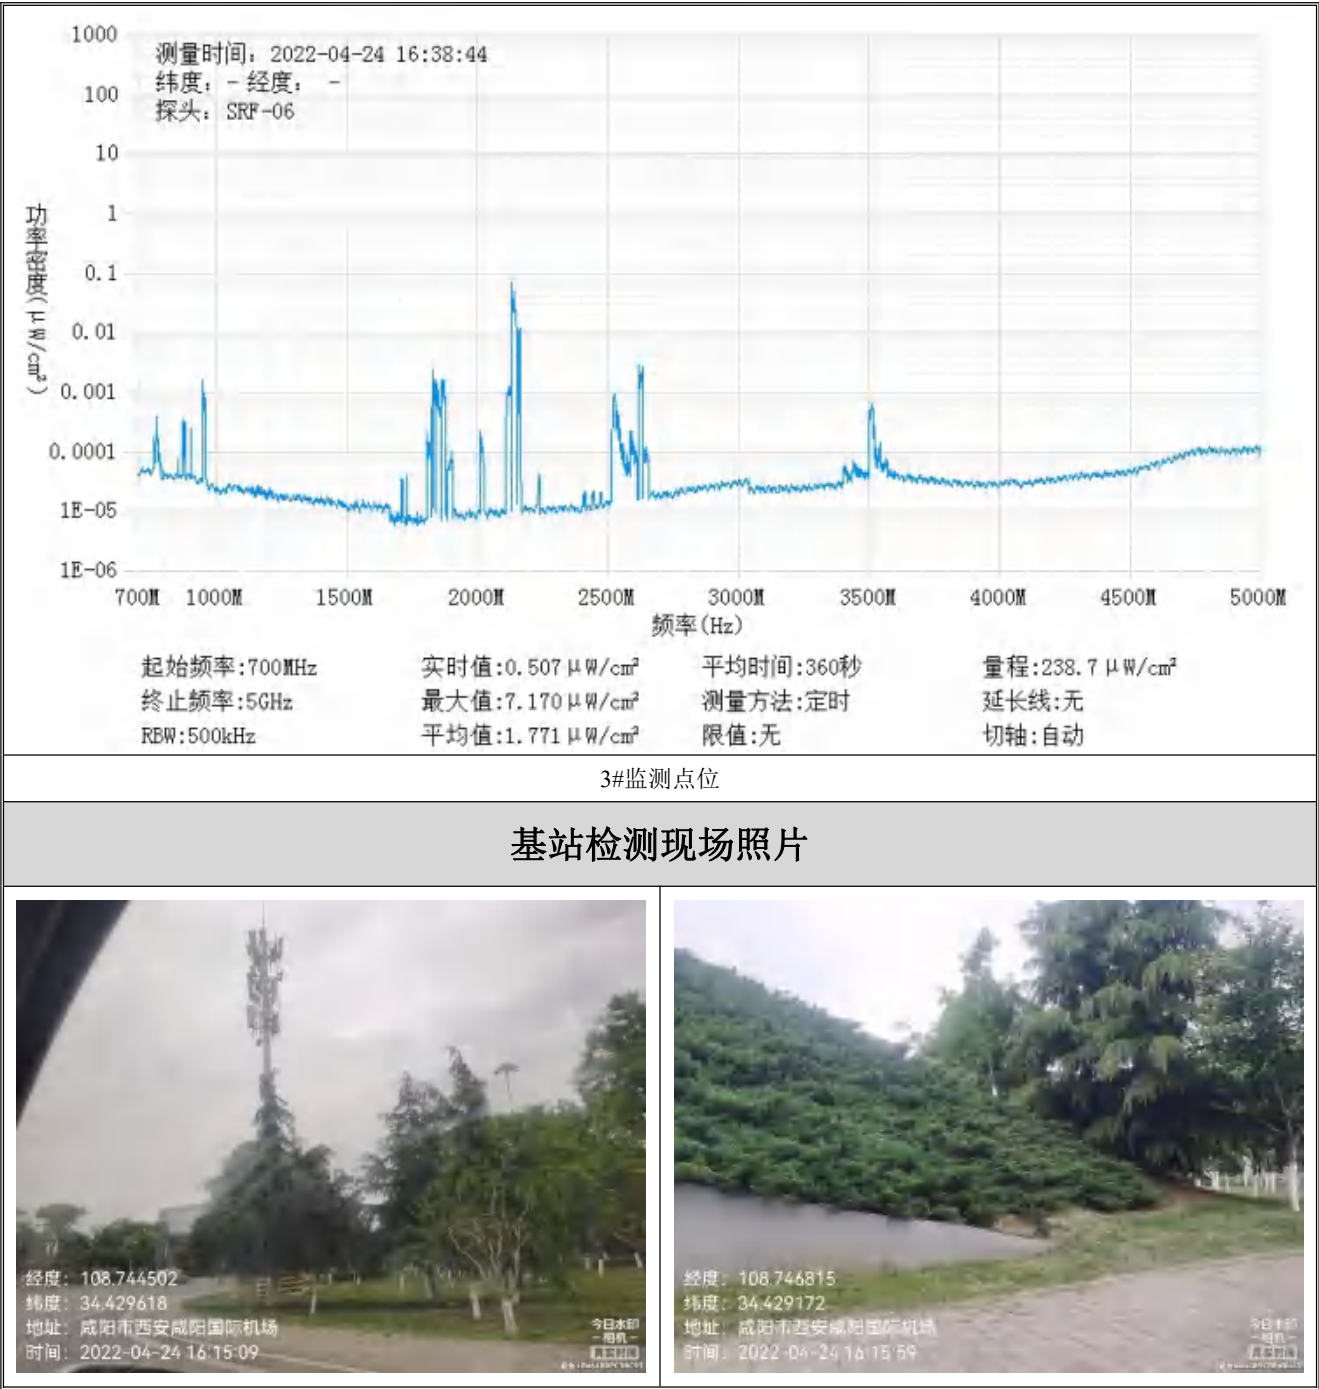 1000
测量时间：2022-04-24 16:38:44
纬度：- 经度： -
100
探头：SRF-06
10
1
0.1
0.01
0.001
0.0001
1E-05
1E-06
功率密度(μW/cm²)
700M 1000M 1500M 2000M 2500M 3000M 3500M 4000M 4500M 5000M
频率(Hz)
起始频率:700MHz 实时值:0.507μW/cm² 平均时间:360秒 量程:238.7μW/cm²
终止频率:5GHz 最大值:7.170μW/cm² 测量方法:定时 延长线:无
RBW:500kHz 平均值:1.771μW/cm² 限值:无 切轴:自动
3#监测点位
基站检测现场照片
经度：108.744502
纬度：34.429618
地址：咸阳市西安咸阳国际机场
时间：2022-04-24 16:15:09
今日水印
-相机-
经度：108.746815
纬度：34.429172
地址：咸阳市西安咸阳国际机场
时间：2022-04-24 16:15:59
今日水印
-相机-